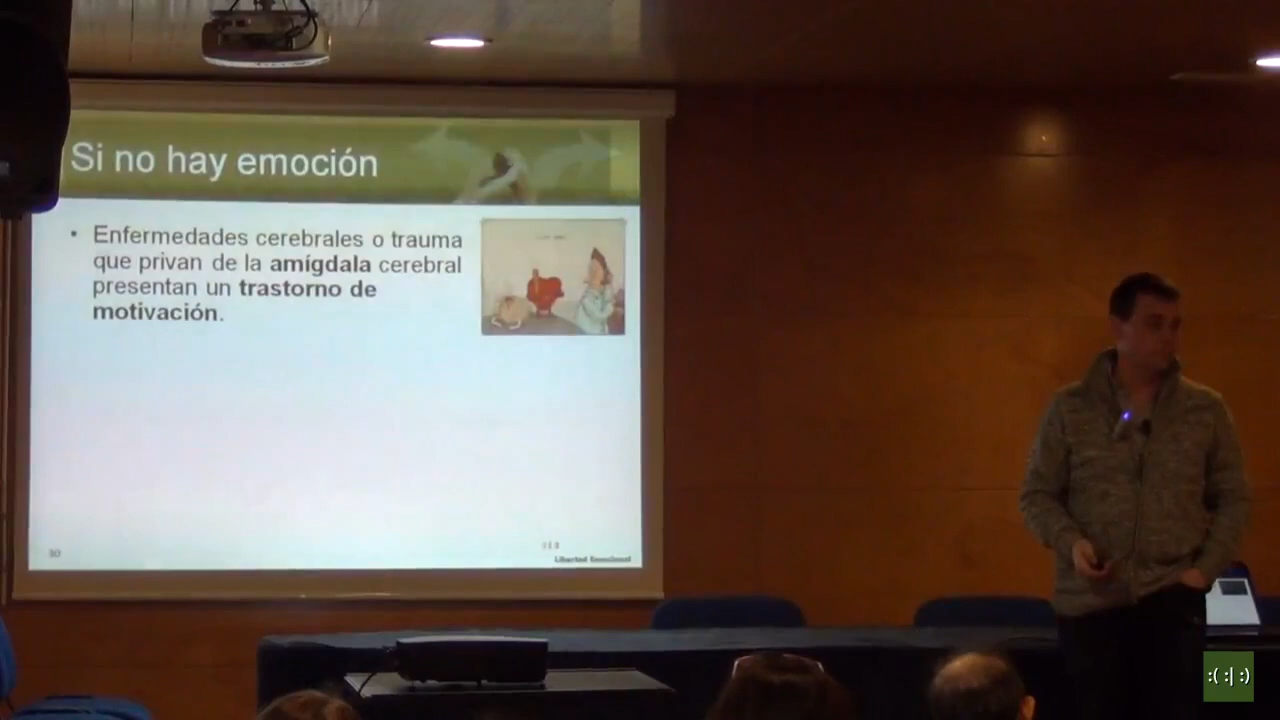 Si no hay emoción
• Enfermedades cerebrales o trauma
que privan de la amígdala cerebral
presentan un trastorno de
motivación.
30
Libertad Emocional
:( :| :)